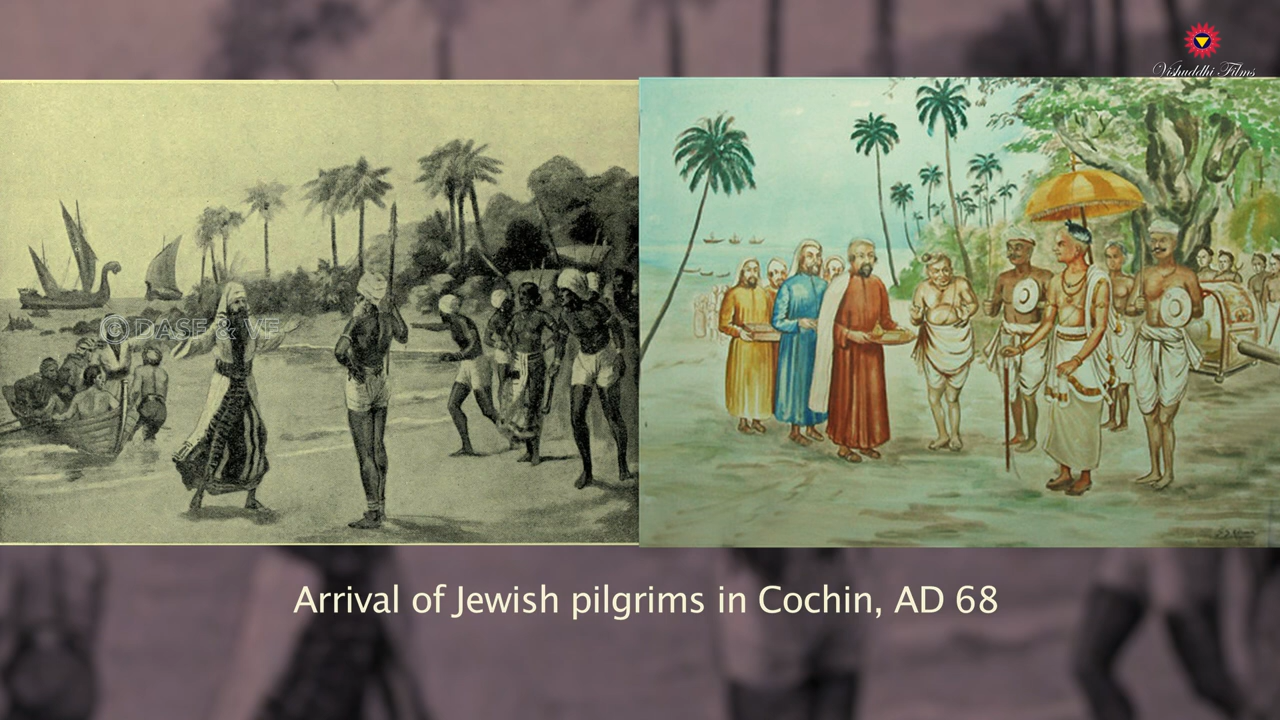 Vishuddhi Films
© DASE & VE
Arrival of Jewish pilgrims in Cochin, AD 68